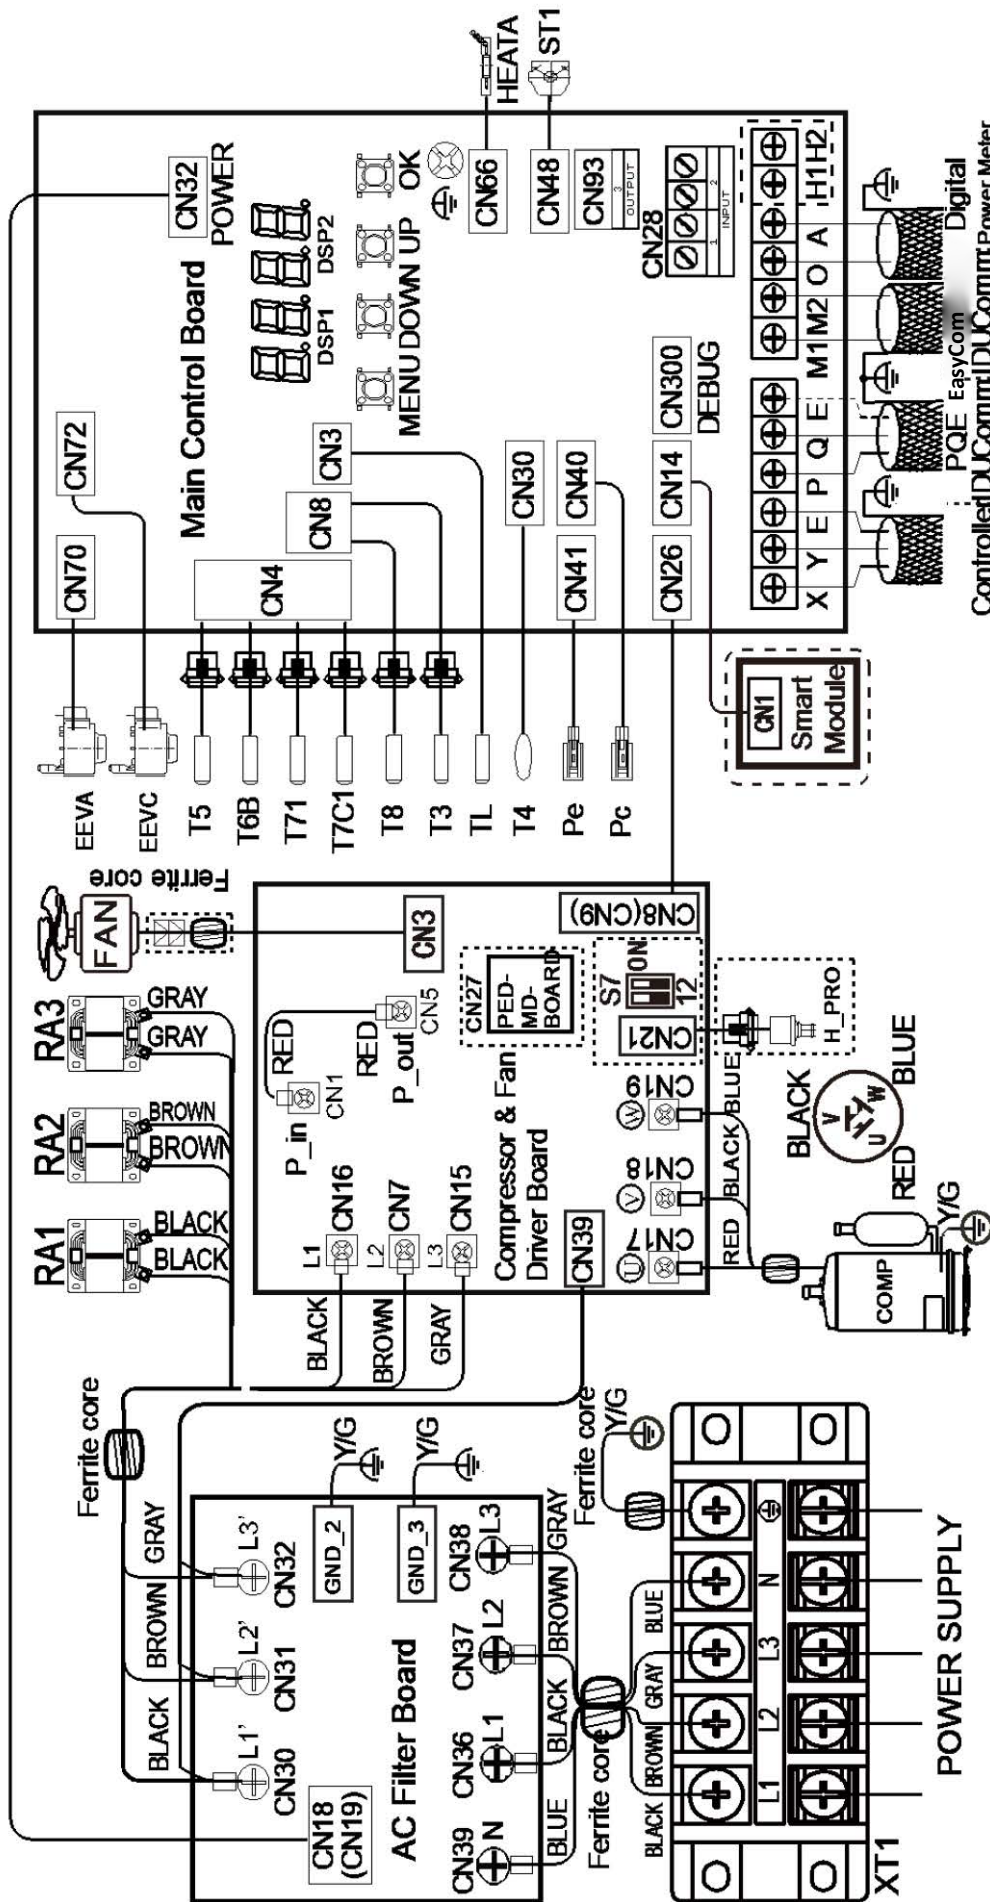 HEATA
ST1
CN32
POWER
CN66
CN48
CN93
3
OUTPUT
CN28
1 INPUT 2
Main Control Board
DSP1
DSP2
MENU
DOWN
UP
OK
CN70
CN72
CN4
CN8
CN3
CN30
CN41
CN40
CN26
CN14
CN300
DEBUG
X Y E P Q E M1 M2 O A H1 H2
PQE
EasyCom
Digital
Controlled
IDU Comm
Power Meter
EEVA
EEVC
T5
T6B
T71
T7C1
T8
T3
TL
T4
Pe
Pc
CN1
Smart
Module
RA1
BLACK
BLACK
RA2
BROWN
BROWN
RA3
GRAY
GRAY
FAN
Ferrite core
Compressor & Fan
Driver Board
P_in
CN1
RED
RED
P_out
CN5
CN3
CN27
PED-
MD-
BOARD
CN8(CN9)
S7
ON
12
CN21
H_PRO
L1
CN16
L2
CN7
L3
CN15
BLACK
BROWN
GRAY
CN39
U
CN17
V
CN18
W
CN19
RED
BLACK
BLUE
COMP
Y/G
RED
BLACK
BLUE
U
V
W
Ferrite core
BLACK
BROWN
GRAY
L1'
CN30
L2'
CN31
L3'
CN32
CN18
(CN19)
AC Filter Board
GND_2
Y/G
GND_3
Y/G
CN39
N
CN36
L1
CN37
L2
CN38
L3
BLUE
BLACK
BROWN
GRAY
Ferrite core
Ferrite core
Y/G
BLACK
BROWN
GRAY
BLUE
L1
L2
L3
N
XT1
POWER SUPPLY